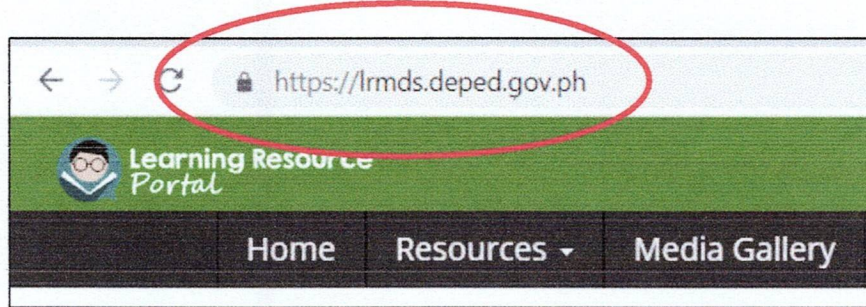 https://lrmds.deped.gov.ph
Learning Resource
Portal
Home Resources Media Gallery